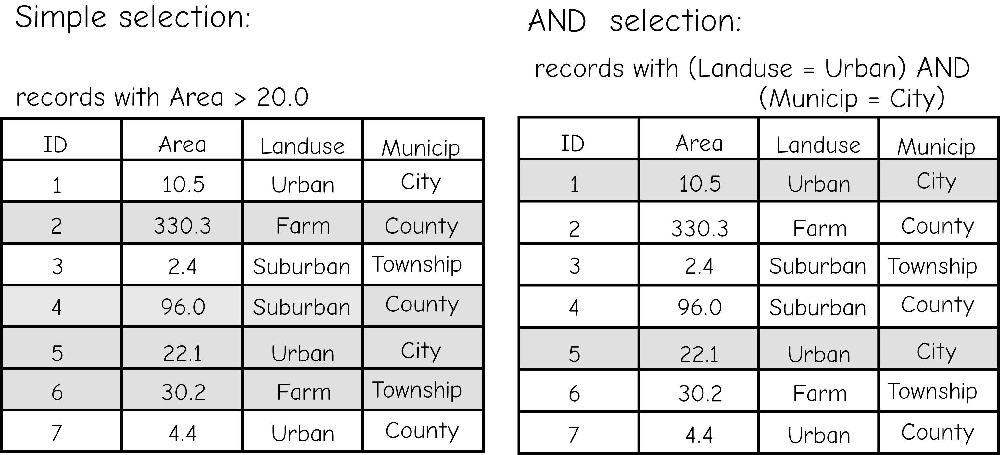 Simple selection:
records with Area > 20.0
ID Area Landuse Municip
1 10.5 Urban City
2 330.3 Farm County
3 2.4 Suburban Township
4 96.0 Suburban County
5 22.1 Urban City
6 30.2 Farm Township
7 4.4 Urban County
AND selection:
records with (Landuse = Urban) AND
(Municip = City)
ID Area Landuse Municip
1 10.5 Urban City
2 330.3 Farm County
3 2.4 Suburban Township
4 96.0 Suburban County
5 22.1 Urban City
6 30.2 Farm Township
7 4.4 Urban County